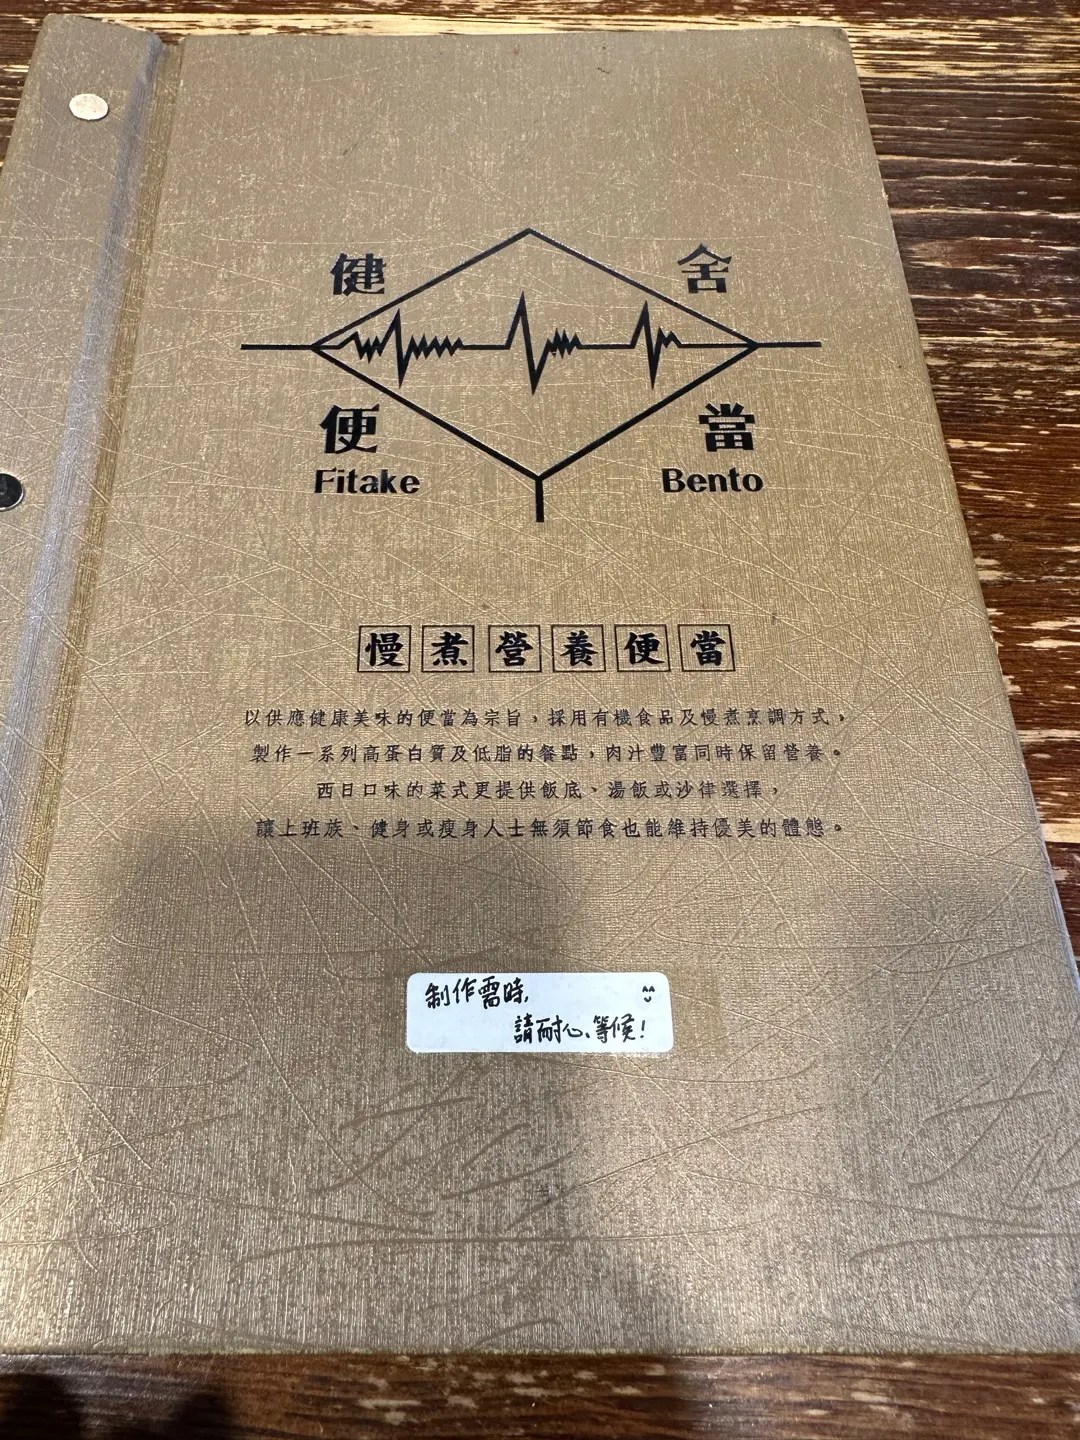 健 舍
便 當
Fitake Bento
慢煮營養便當
以供應健康美味的便當為宗旨，採用有機食品及慢煮烹調方式，
製作一系列高蛋白質及低脂的餐點，肉汁豐富同時保留營養。
西日口味的菜式更提供飯底、湯飯或沙律選擇，
讓上班族、健身或瘦身人士無須節食也能維持優美的體態。
制作需時，
請耐心、等候！